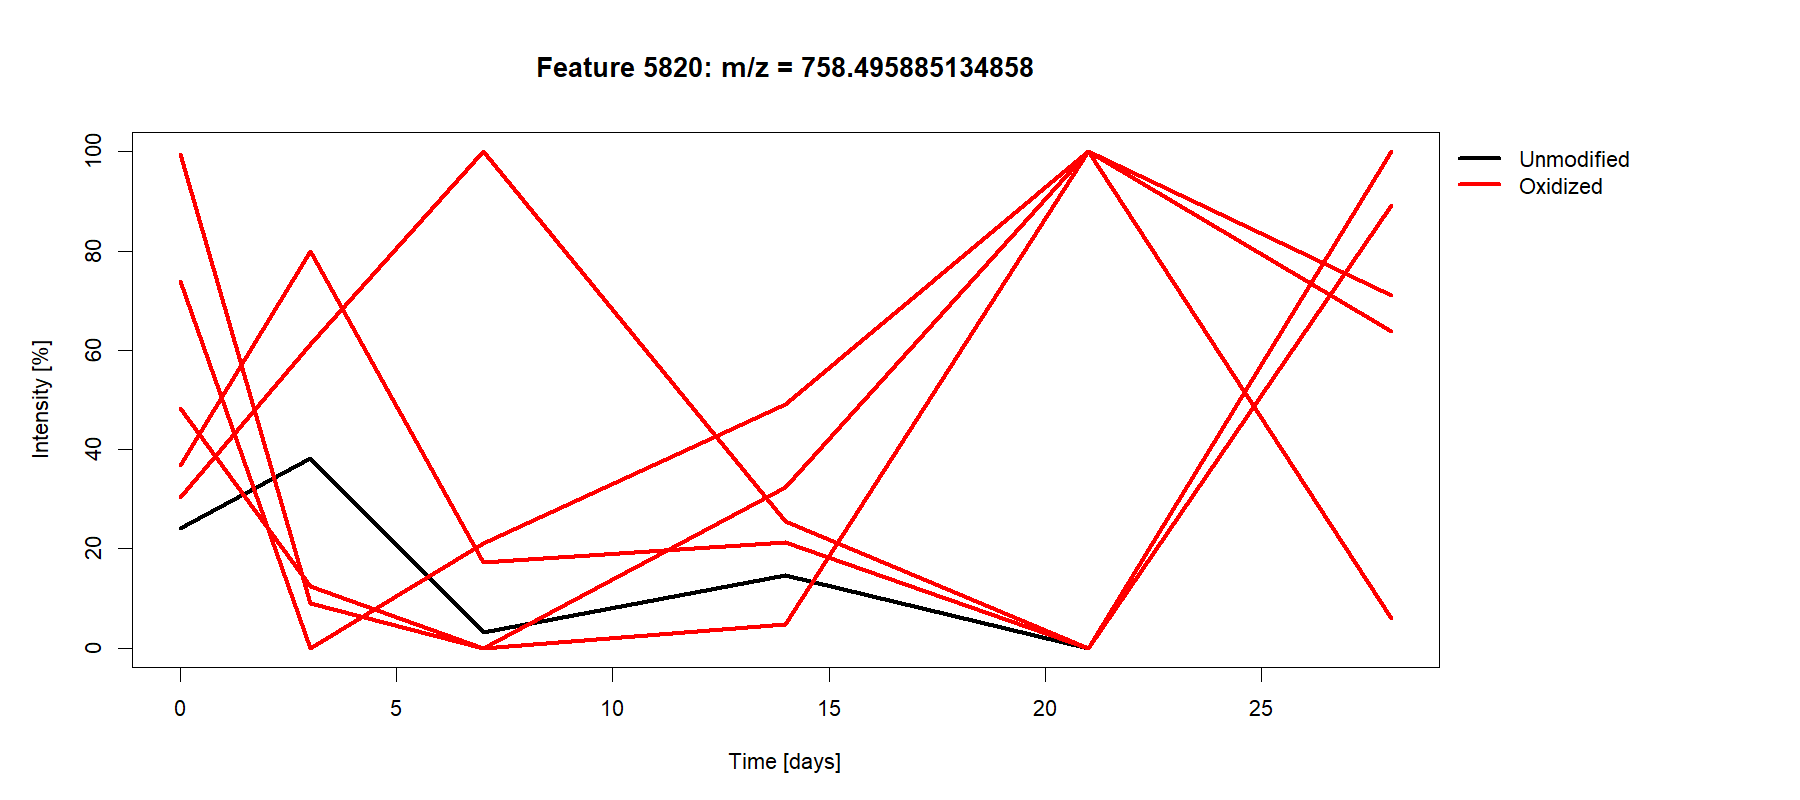 Feature 5820: m/z = 758.495885134858
Unmodified
Oxidized
Intensity [%]
100
80
60
40
20
0
0 5 10 15 20 25
Time [days]